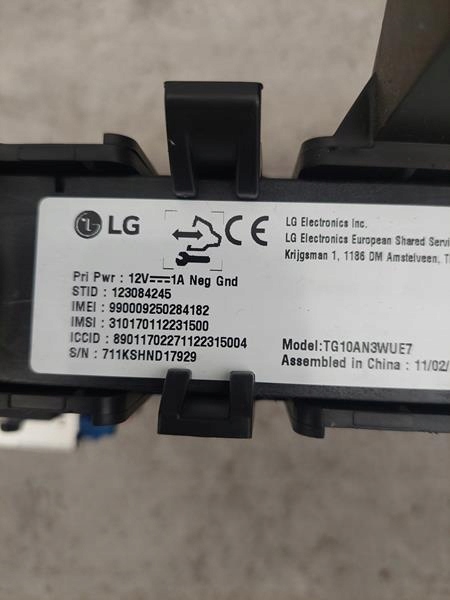 LG
CE
LG Electronics Inc.
LG Electronics European Shared
Krijgsman 1, 1186 DM Amstelveen,
Pri Pwr : 12V⎓1A Neg Gnd
STID : 123084245
IMEI : 990009250284182
IMSI : 310170112231500
ICCID : 89011702271122315004
S/N : 711KSHND17929
Model:TG10AN3WUE7
Assembled in China : 11/02/